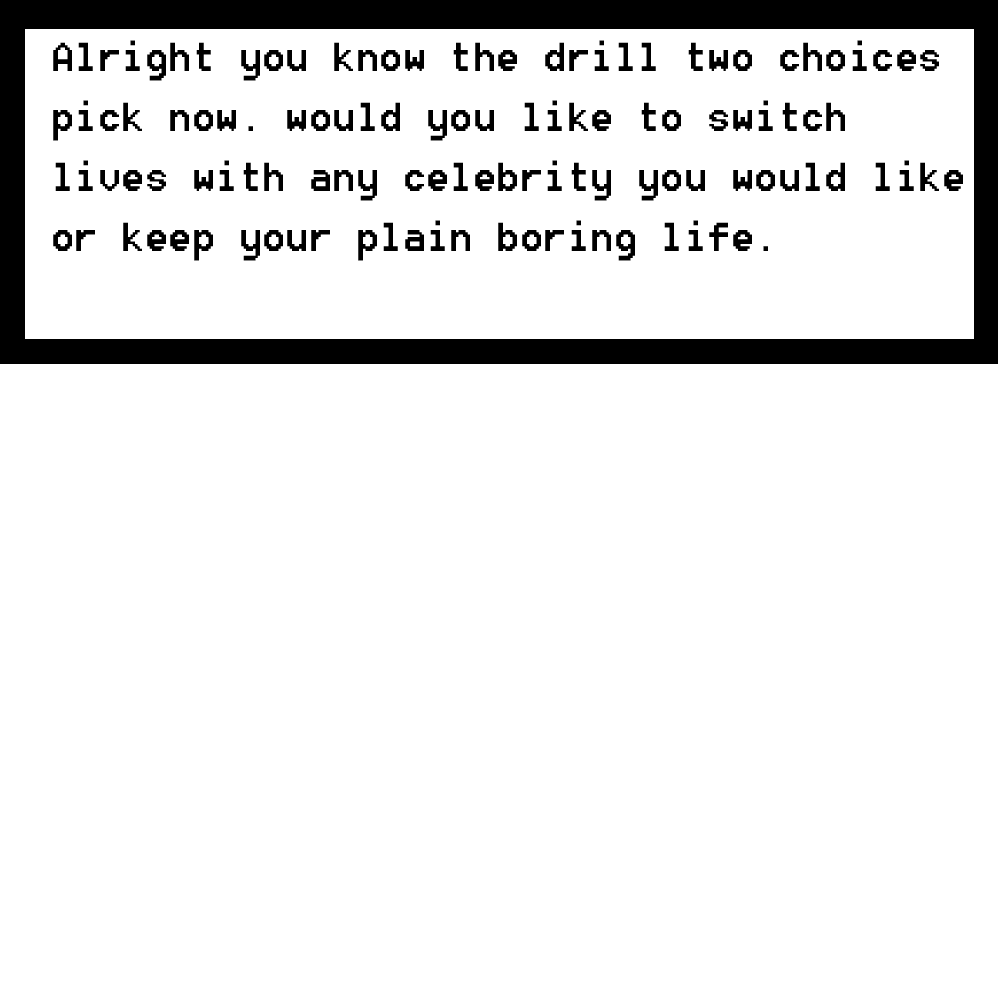 Alright you know the drill two choices
pick now. would you like to switch
lives with any celebrity you would like
or keep your plain boring life.